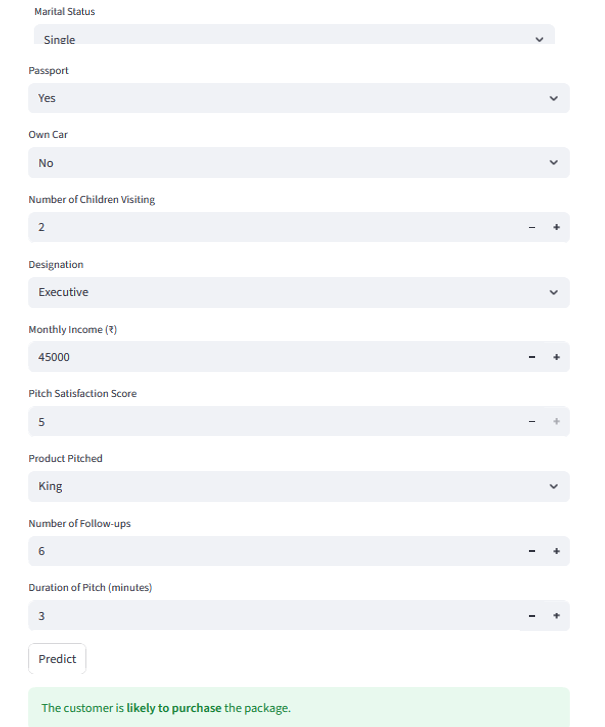 Marital Status
Single
Passport
Yes
Own Car
No
Number of Children Visiting
2
Designation
Executive
Monthly Income (₹)
45000
Pitch Satisfaction Score
5
Product Pitched
King
Number of Follow-ups
6
Duration of Pitch (minutes)
3
Predict
The customer is likely to purchase the package.